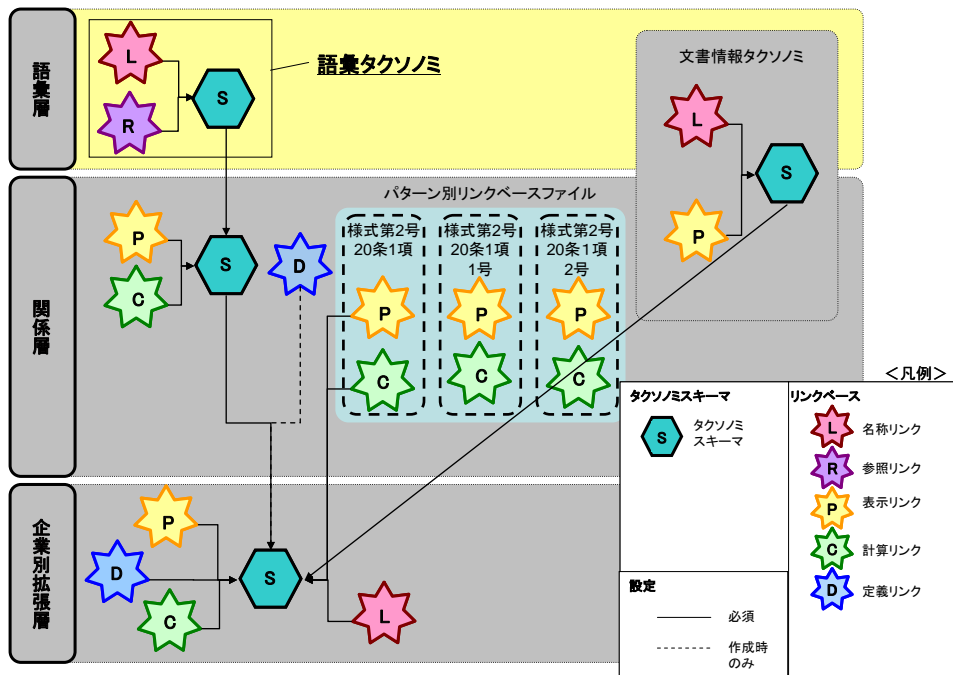 語彙層
L
R
S
語彙タクソノミ
文書情報タクソノミ
L
P
S
関係層
P
C
S
D
パターン別リンクベースファイル
様式第2号
20条1項
P
C
様式第2号
20条1項
1号
P
C
様式第2号
20条1項
2号
P
C
企業別拡張層
P
D
C
S
L
<凡例>
タクソノミスキーマ
S
タクソノミ
スキーマ
設定
必須
作成時
のみ
リンクベース
L
名称リンク
R
参照リンク
P
表示リンク
C
計算リンク
D
定義リンク